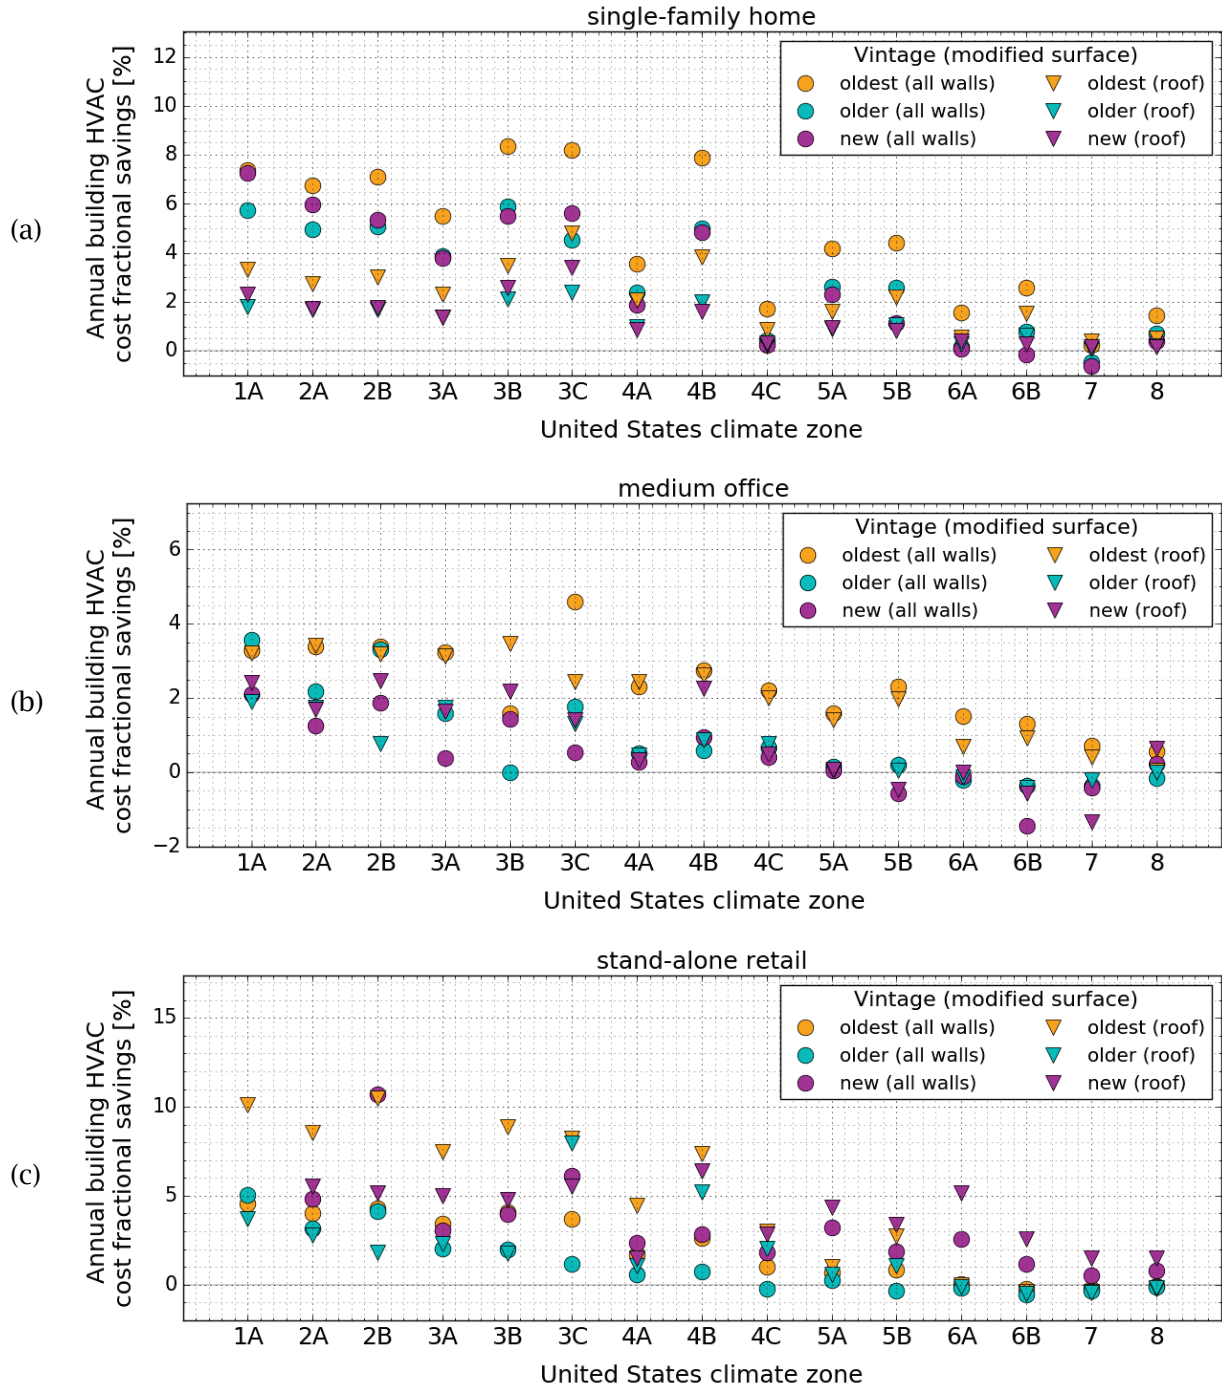 single-family home
(a)
Annual building HVAC
cost fractional savings [%]
12
10
8
6
4
2
0
Vintage (modified surface)
oldest (all walls) oldest (roof)
older (all walls) older (roof)
new (all walls) new (roof)
1A 2A 2B 3A 3B 3C 4A 4B 4C 5A 5B 6A 6B 7 8
United States climate zone
medium office
(b)
Annual building HVAC
cost fractional savings [%]
6
4
2
0
−2
Vintage (modified surface)
oldest (all walls) oldest (roof)
older (all walls) older (roof)
new (all walls) new (roof)
1A 2A 2B 3A 3B 3C 4A 4B 4C 5A 5B 6A 6B 7 8
United States climate zone
stand-alone retail
(c)
Annual building HVAC
cost fractional savings [%]
15
10
5
0
Vintage (modified surface)
oldest (all walls) oldest (roof)
older (all walls) older (roof)
new (all walls) new (roof)
1A 2A 2B 3A 3B 3C 4A 4B 4C 5A 5B 6A 6B 7 8
United States climate zone